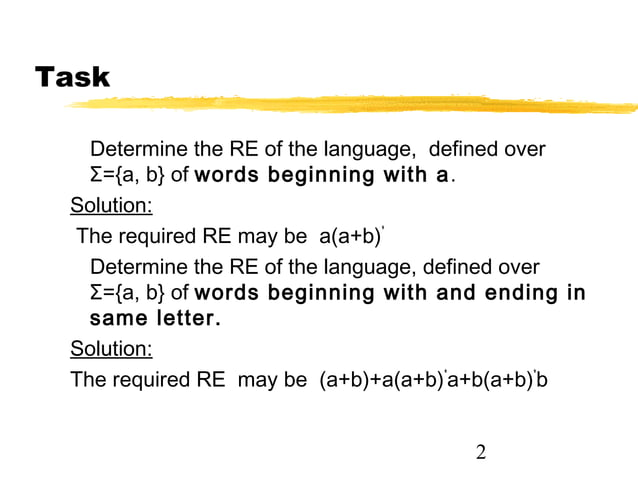 Task
Determine the RE of the language, defined over
Σ={a, b} of words beginning with a.
Solution:
The required RE may be a(a+b)*
Determine the RE of the language, defined over
Σ={a, b} of words beginning with and ending in
same letter.
Solution:
The required RE may be (a+b)+a(a+b)*a+b(a+b)*b
2